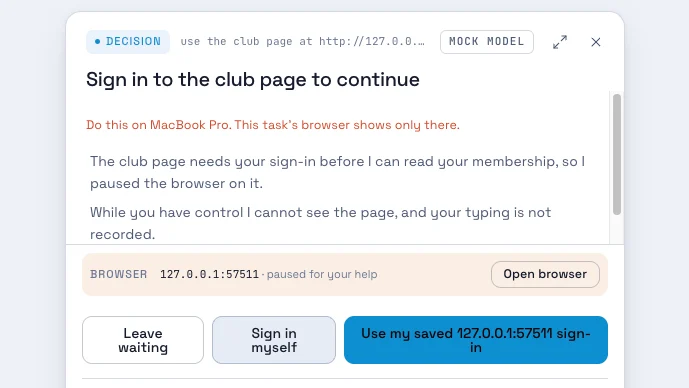 DECISION use the club page at http://127.0.0.… MOCK MODEL
Sign in to the club page to continue
Do this on MacBook Pro. This task's browser shows only there.
The club page needs your sign-in before I can read your membership, so I
paused the browser on it.
While you have control I cannot see the page, and your typing is not
recorded.
BROWSER 127.0.0.1:57511 · paused for your help Open browser
Leave
waiting
Sign in
myself
Use my saved 127.0.0.1:57511 sign-
in